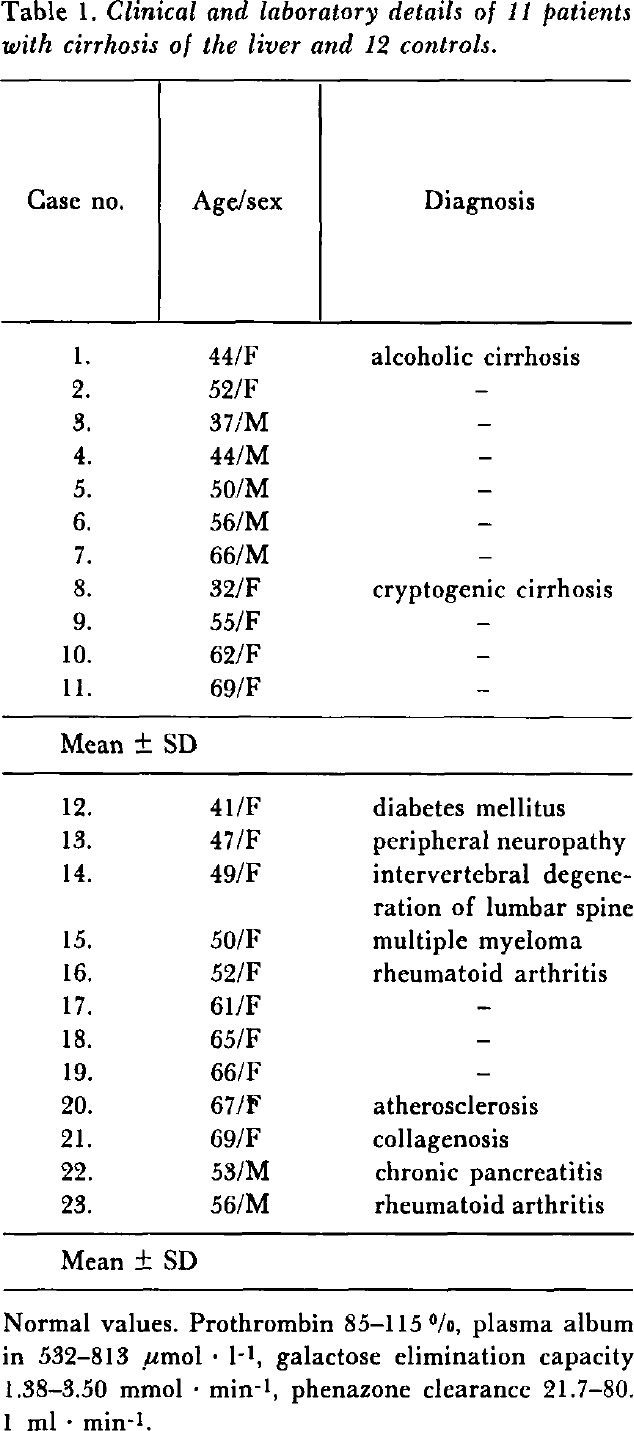 Table 1. Clinical and laboratory details of 11 patients
with cirrhosis of the liver and 12 controls.
Case no. Age/sex Diagnosis
1. 44/F alcoholic cirrhosis
2. 52/F –
3. 37/M –
4. 44/M –
5. 50/M –
6. 56/M –
7. 66/M –
8. 32/F cryptogenic cirrhosis
9. 55/F –
10. 62/F –
11. 69/F –
Mean ± SD
12. 41/F diabetes mellitus
13. 47/F peripheral neuropathy
14. 49/F intervertebral degene-
ration of lumbar spine
15. 50/F multiple myeloma
16. 52/F rheumatoid arthritis
17. 61/F –
18. 65/F –
19. 66/F –
20. 67/F atherosclerosis
21. 69/F collagenosis
22. 53/M chronic pancreatitis
23. 56/M rheumatoid arthritis
Mean ± SD
Normal values. Prothrombin 85–115 %, plasma album
in 532–813 μmol · l-1, galactose elimination capacity
1.38–3.50 mmol · min-1, phenazone clearance 21.7–80.
1 ml · min-1.